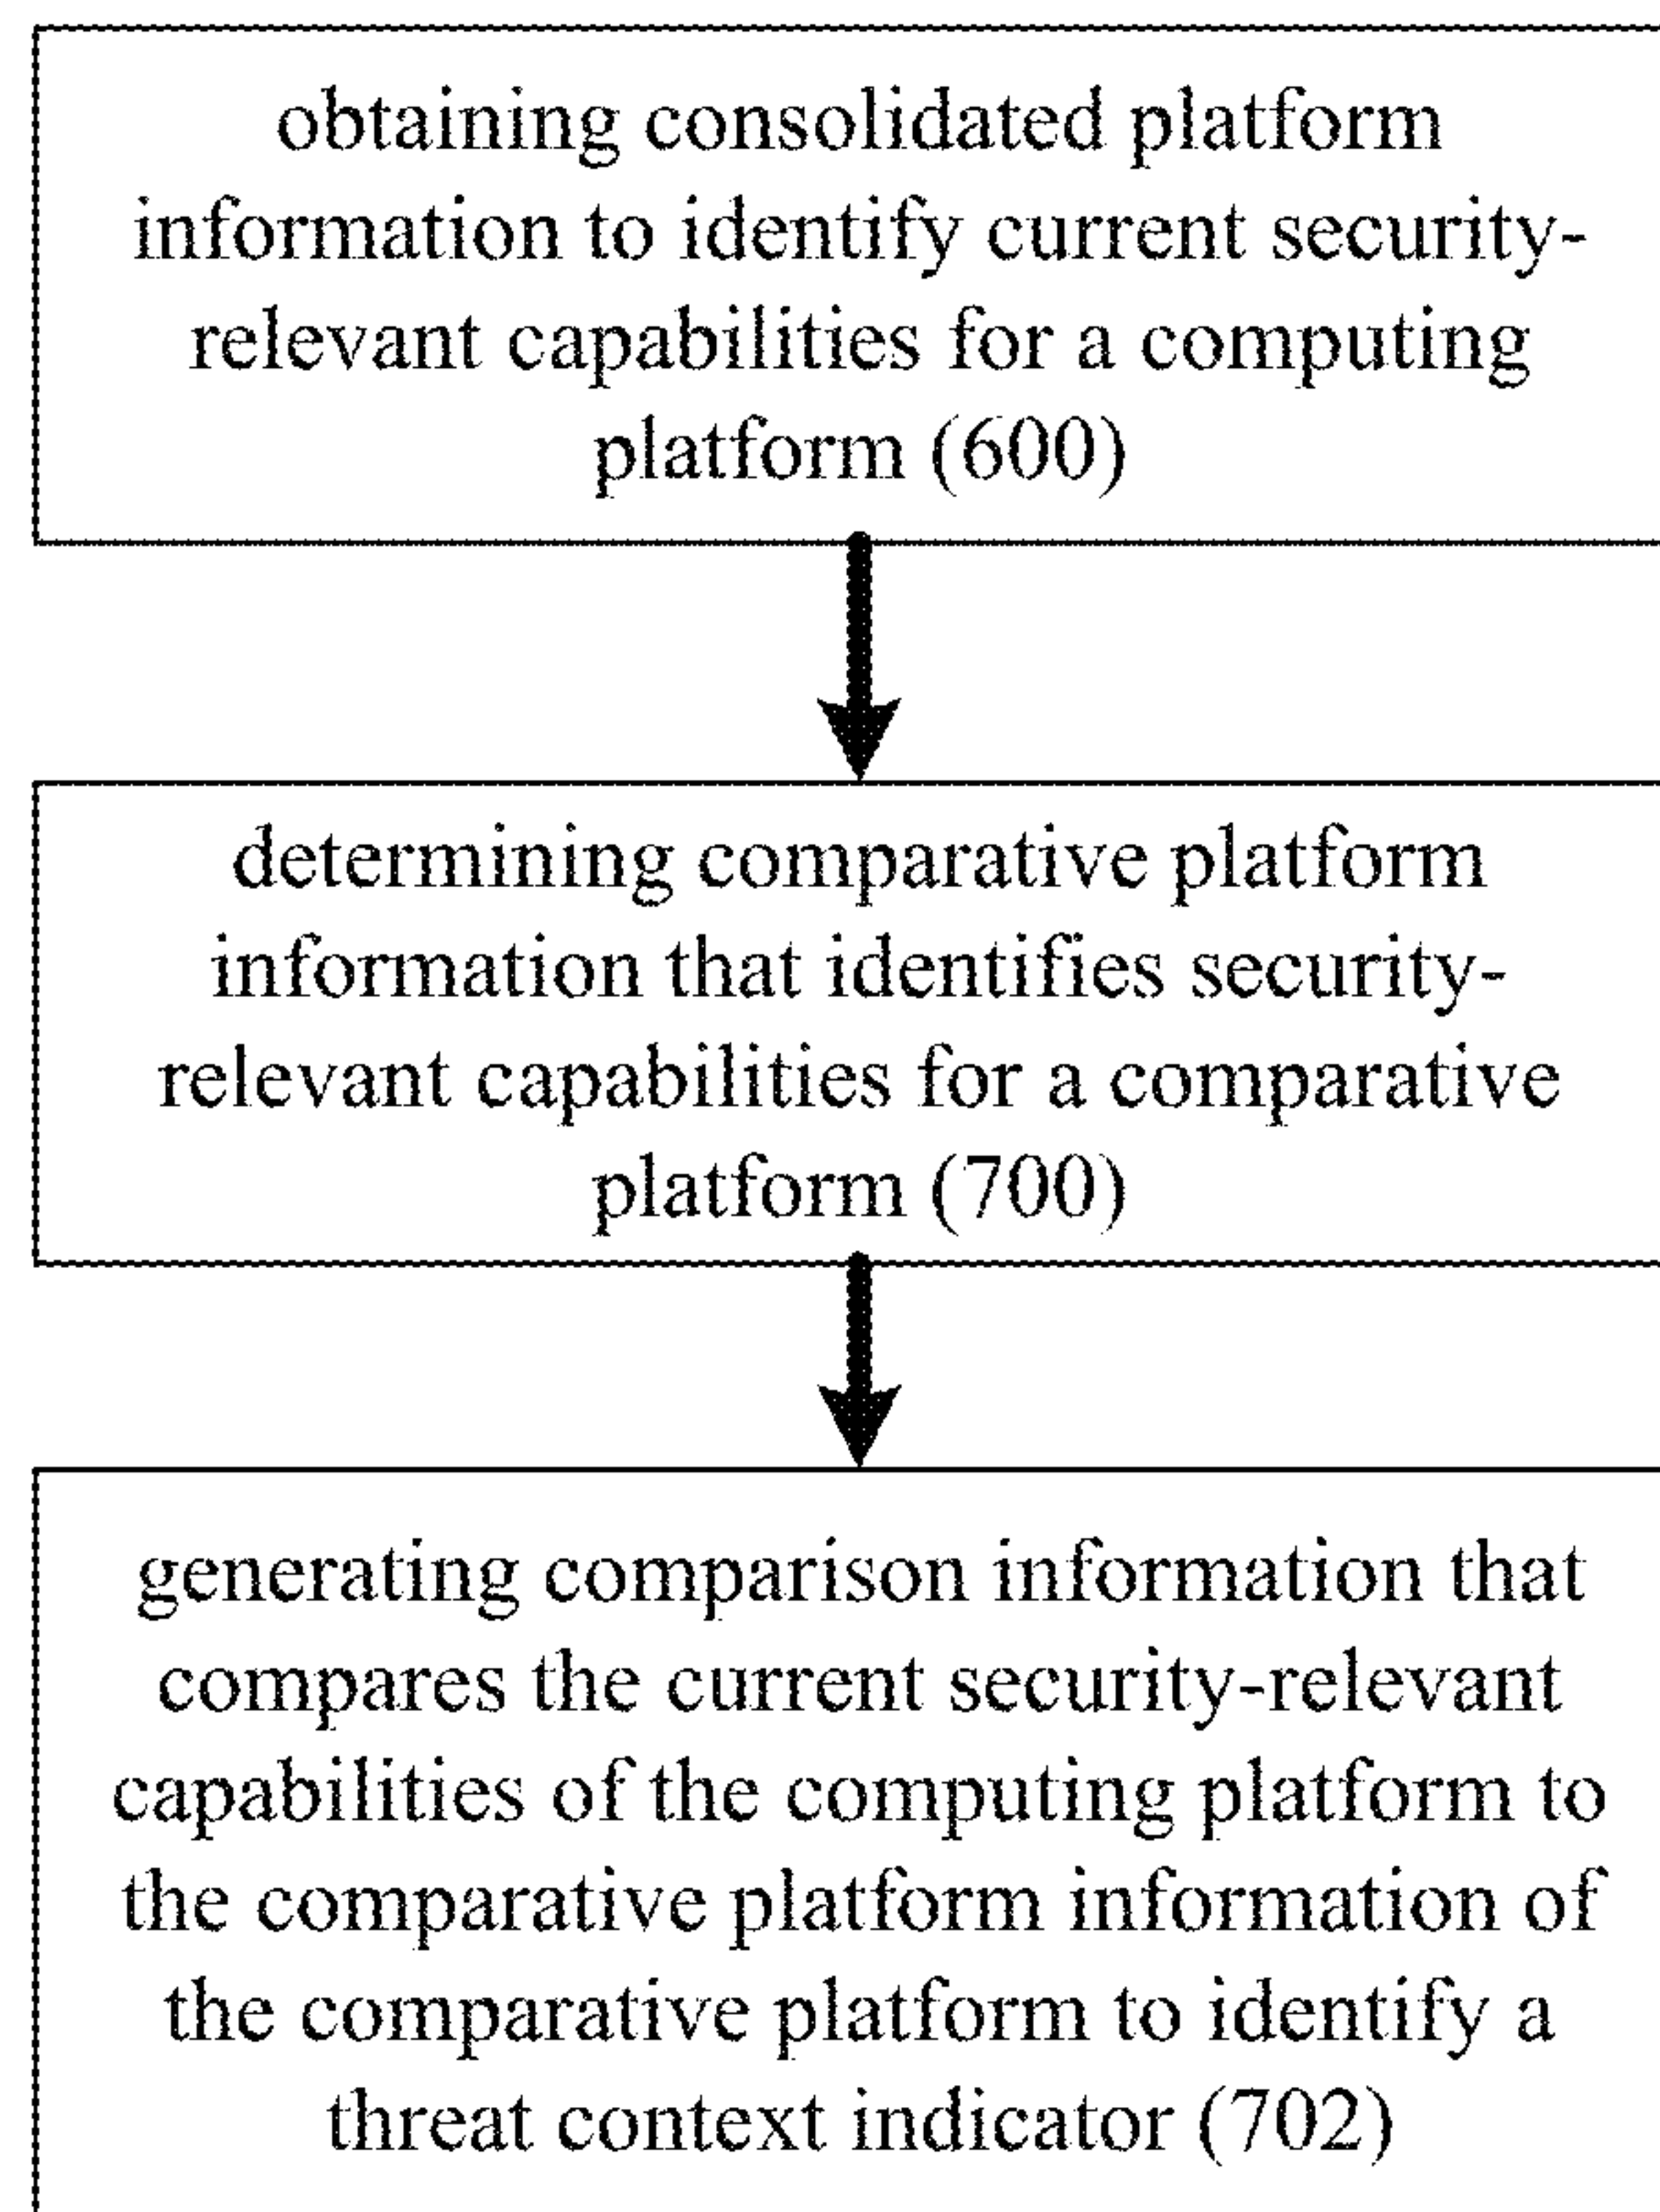 obtaining consolidated platform
information to identify current security-
relevant capabilities for a computing
platform (600)
determining comparative platform
information that identifies security-
relevant capabilities for a comparative
platform (700)
generating comparison information that
compares the current security-relevant
capabilities of the computing platform to
the comparative platform information of
the comparative platform to identify a
threat context indicator (702)